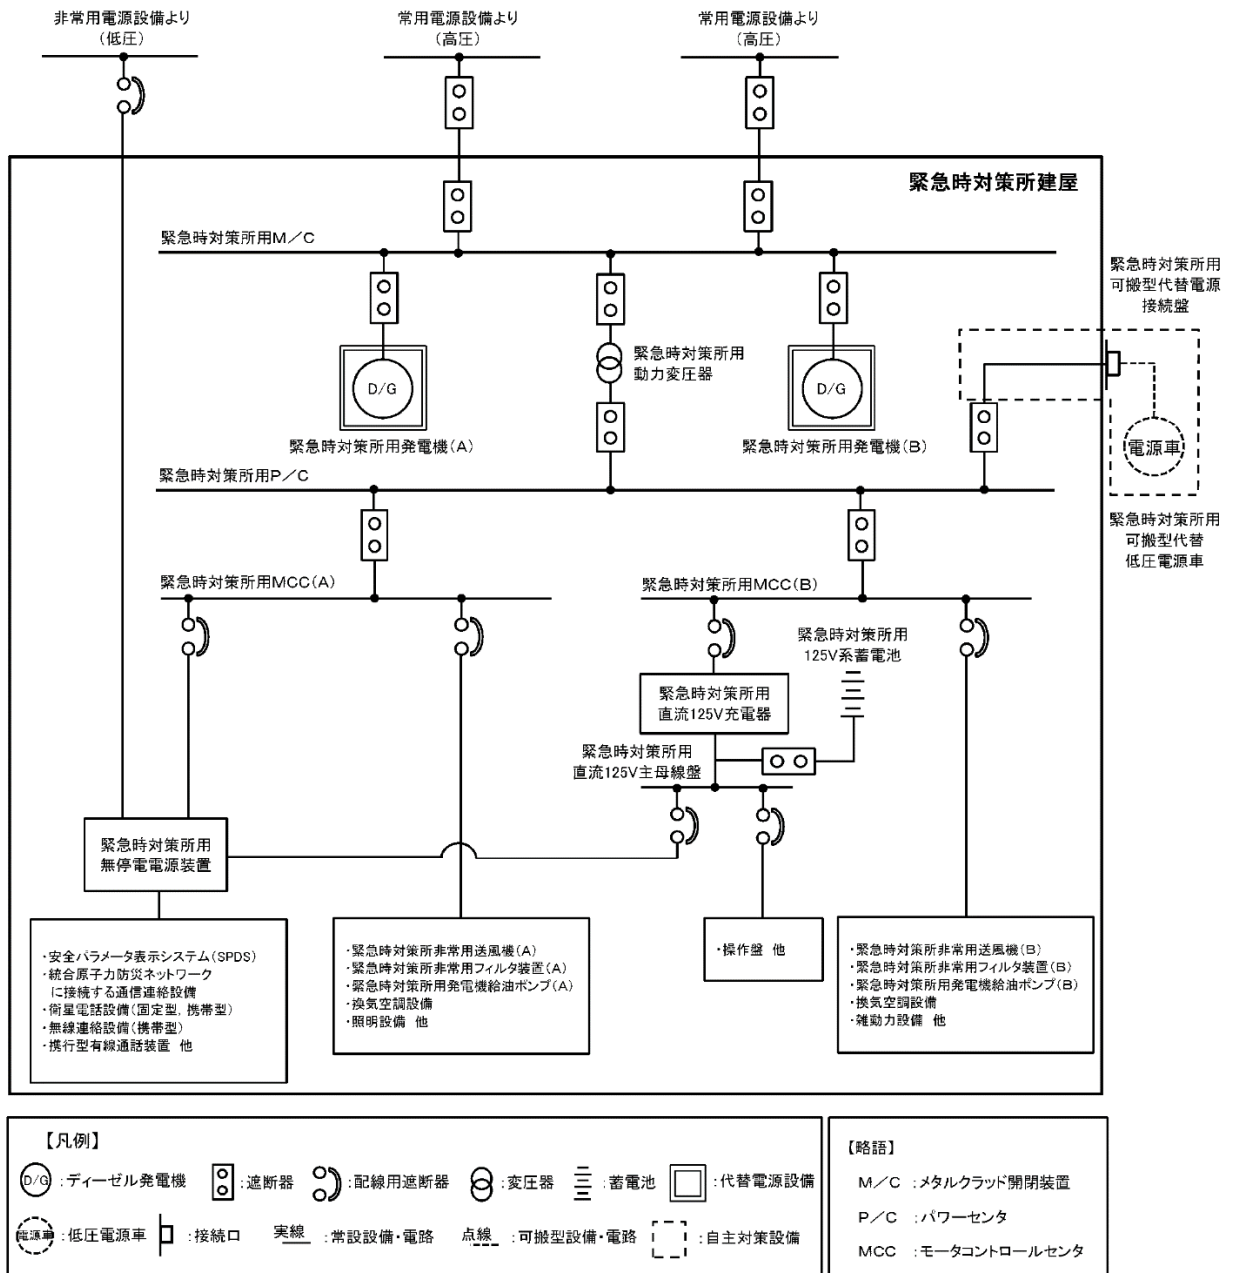 非常用電源設備より
(低圧)
常用電源設備より
(高圧)
常用電源設備より
(高圧)
緊急時対策所建屋
緊急時対策所用M/C
緊急時対策所用
可搬型代替電源
接続盤
緊急時対策所用
動力変圧器
D/G
D/G
緊急時対策所用発電機(A)
緊急時対策所用発電機(B)
電源車
緊急時対策所用P/C
緊急時対策所用
可搬型代替
低圧電源車
緊急時対策所用MCC(A)
緊急時対策所用MCC(B)
緊急時対策所用
125V系蓄電池
緊急時対策所用
直流125V充電器
緊急時対策所用
直流125V主母線盤
緊急時対策所用
無停電電源装置
・安全パラメータ表示システム(SPDS)
・統合原子力防災ネットワーク
に接続する通信連絡設備
・衛星電話設備(固定型,携帯型)
・無線連絡設備(携帯型)
・携行型有線通話装置 他
・緊急時対策所非常用送風機(A)
・緊急時対策所非常用フィルタ装置(A)
・緊急時対策所用発電機給油ポンプ(A)
・換気空調設備
・照明設備 他
・操作盤 他
・緊急時対策所非常用送風機(B)
・緊急時対策所非常用フィルタ装置(B)
・緊急時対策所用発電機給油ポンプ(B)
・換気空調設備
・雑動力設備 他
【凡例】
D/G :ディーゼル発電機 :遮断器 :配線用遮断器 :変圧器 :蓄電池 :代替電源設備
電源車 :低圧電源車 :接続口 実線 :常設設備・電路 点線 :可搬型設備・電路 :自主対策設備
【略語】
M/C :メタルクラッド開閉装置
P/C :パワーセンタ
MCC :モータコントロールセンタ